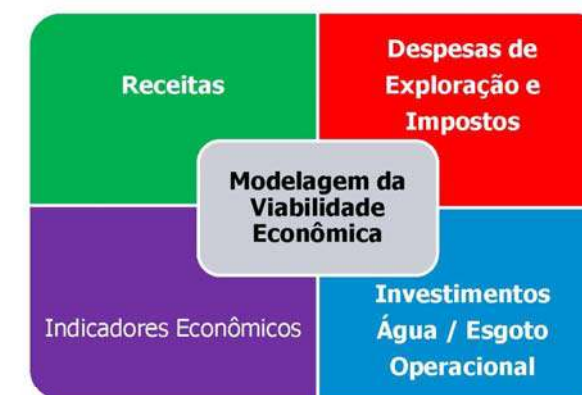 Receitas
Despesas de
Exploração e
Impostos
Modelagem da
Viabilidade
Econômica
Indicadores Econômicos
Investimentos
Água / Esgoto
Operacional